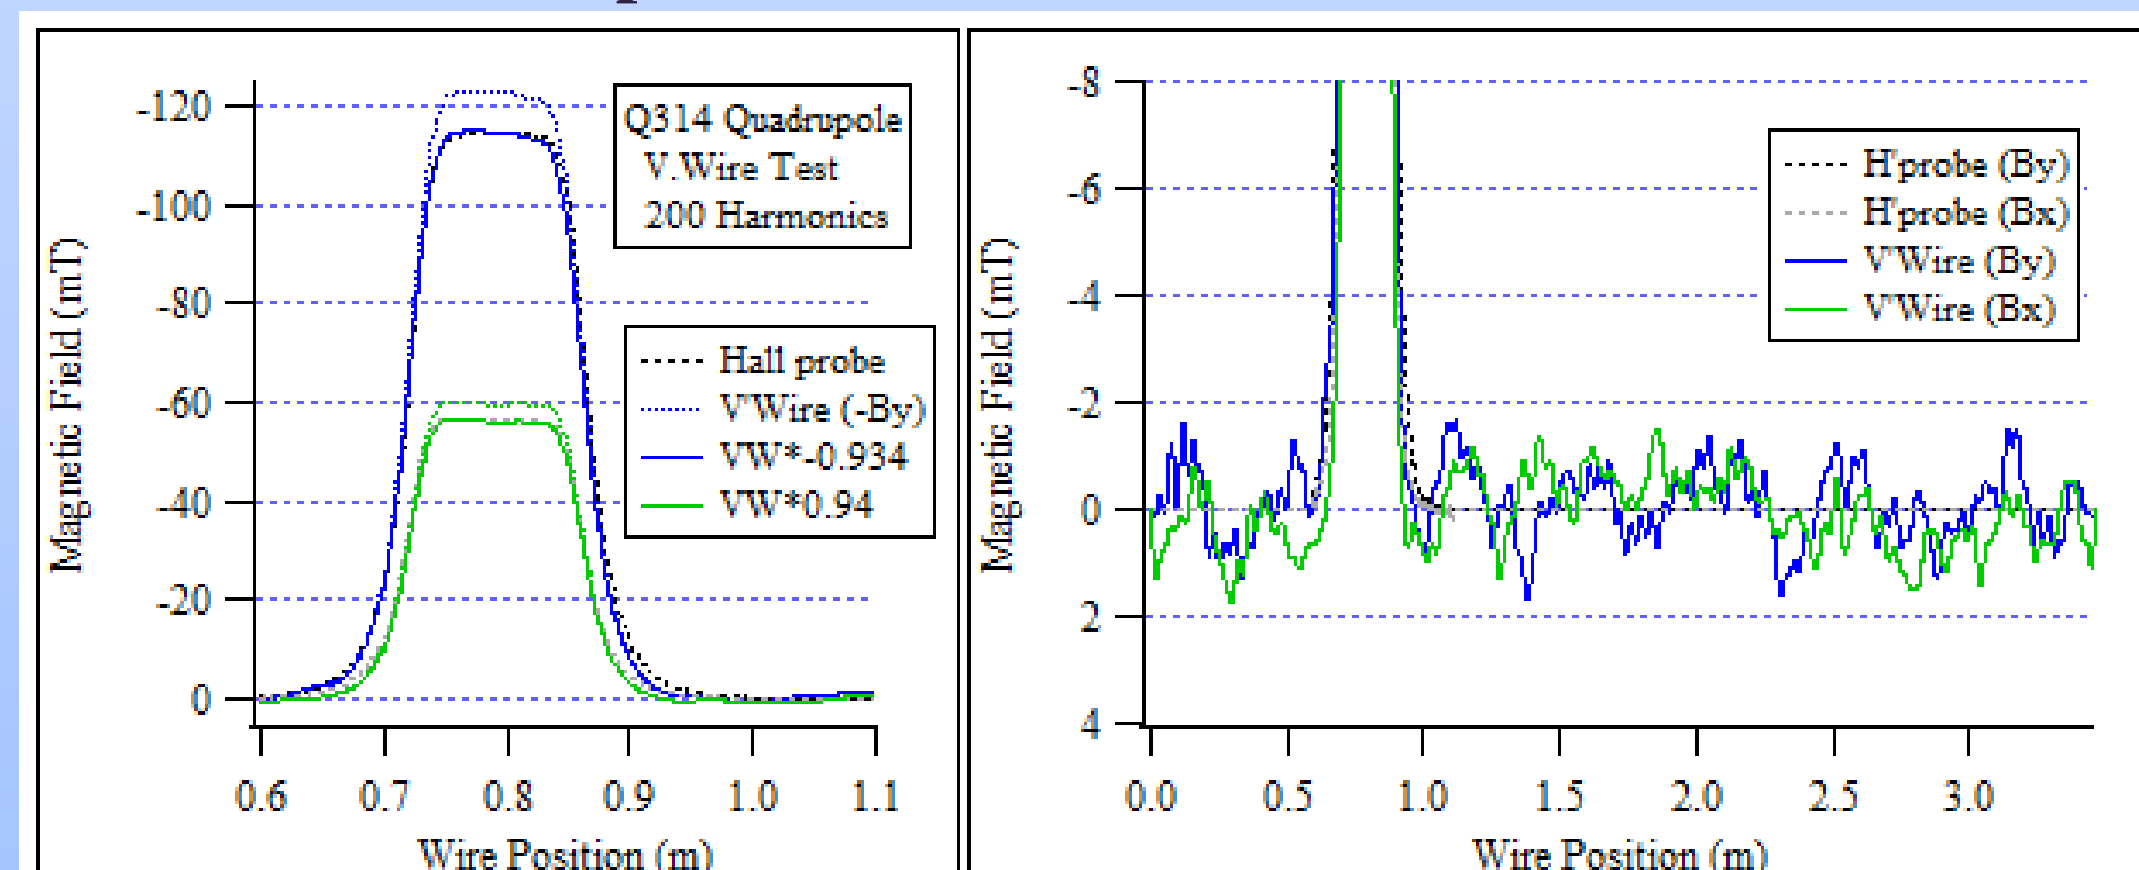 -120
-100
-80
-60
-40
-20
0
Magnetic Field (mT)
Q314 Quadrupole
V.Wire Test
200 Harmonics
Hall probe
V'Wire (-By)
VW*-0.934
VW*0.94
0.6 0.7 0.8 0.9 1.0 1.1
Wire Position (m)
-8
-6
-4
-2
0
2
4
Magnetic Field (mT)
H'probe (By)
H'probe (Bx)
V'Wire (By)
V'Wire (Bx)
0.0 0.5 1.0 1.5 2.0 2.5 3.0
Wire Position (m)